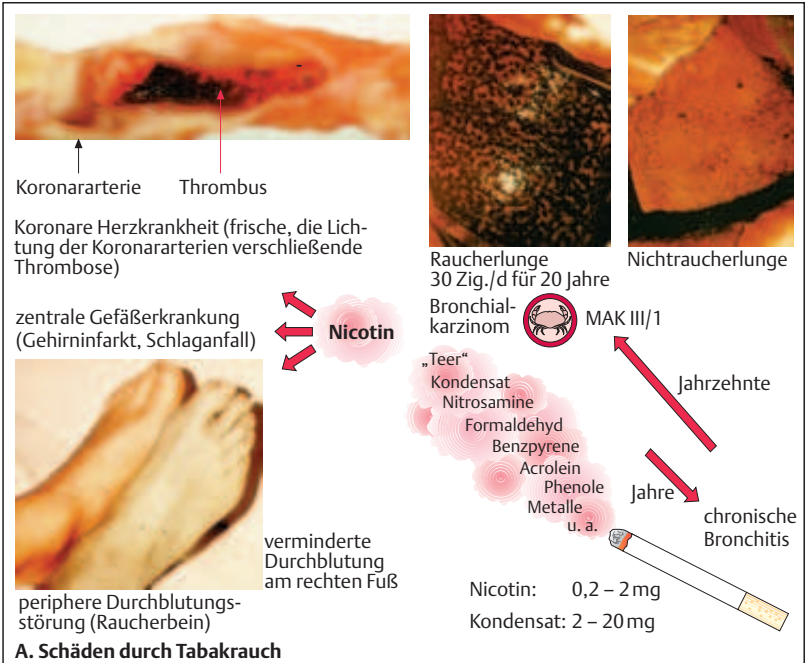 Koronararterie
Thrombus
Koronare Herzkrankheit (frische, die Lich-
tung der Koronararterien verschließende
Thrombose)
Raucherlunge
30 Zig./d für 20 Jahre
Nichtraucherlunge
Bronchial-
karzinom
MAK III/1
zentrale Gefäßerkrankung
(Gehirninfarkt, Schlaganfall)
Nicotin
„Teer“
Kondensat
Nitrosamine
Formaldehyd
Benzpyrene
Acrolein
Phenole
Metalle
u. a.
Jahrzehnte
Jahre
chronische
Bronchitis
verminderte
Durchblutung
am rechten Fuß
periphere Durchblutungs-
störung (Raucherbein)
Nicotin: 0,2 – 2 mg
Kondensat: 2 – 20 mg
A. Schäden durch Tabakrauch